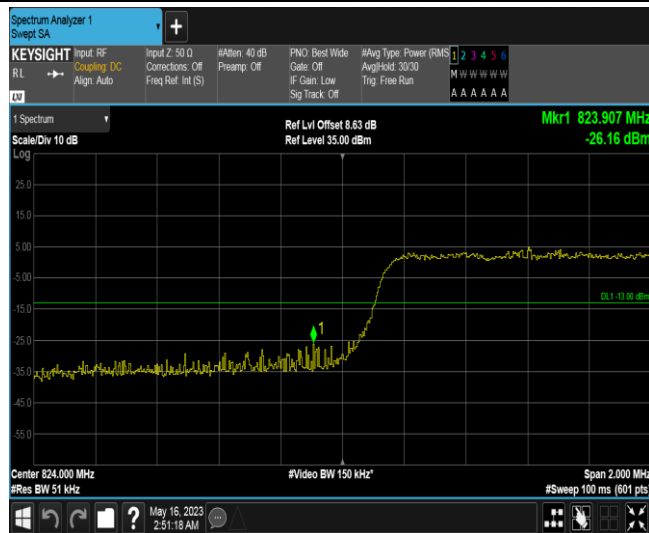 Spectrum Analyzer 1
Swept SA
+
KEYSIGHT
RL
LXI
Input: RF
Coupling: DC
Align: Auto
Input Z: 50 Ω
Corrections: Off
Freq Ref: Int (S)
#Atten: 40 dB
Preamp: Off
PNO: Best Wide
Gate: Off
IF Gain: Low
Sig Track: Off
#Avg Type: Power (RMS
Avg|Hold: 30/30
Trig: Free Run
1 2 3 4 5 6
M W W W W W
A A A A A A
1 Spectrum
Scale/Div 10 dB
Log
Ref Lvl Offset 8.63 dB
Ref Level 35.00 dBm
Mkr1 823.907 MHz
-26.16 dBm
25.0
15.0
5.00
-5.00
DL1 -13.00 dBm
-15.0
1
-25.0
-35.0
-45.0
-55.0
Center 824.000 MHz
#Res BW 51 kHz
#Video BW 150 kHz*
Span 2.000 MHz
#Sweep 100 ms (601 pts)
?
May 16, 2023
2:51:18 AM